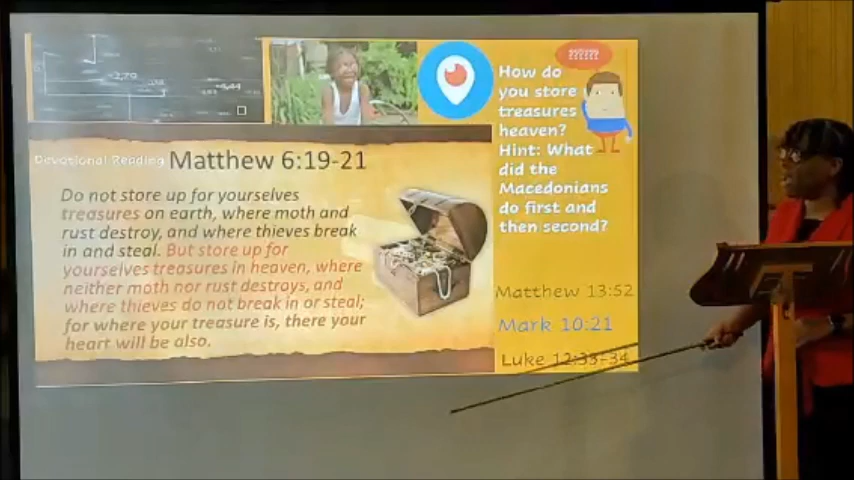 Devotional Reading
Matthew 6:19-21
Do not store up for yourselves
treasures on earth, where moth and
rust destroy, and where thieves break
in and steal. But store up for
yourselves treasures in heaven, where
neither moth nor rust destroys, and
where thieves do not break in or steal;
for where your treasure is, there your
heart will be also.
??????
How do
you store
treasures
heaven?
Hint: What
did the
Macedonians
do first and
then second?
Matthew 13:52
Mark 10:21
Luke 12:33-34